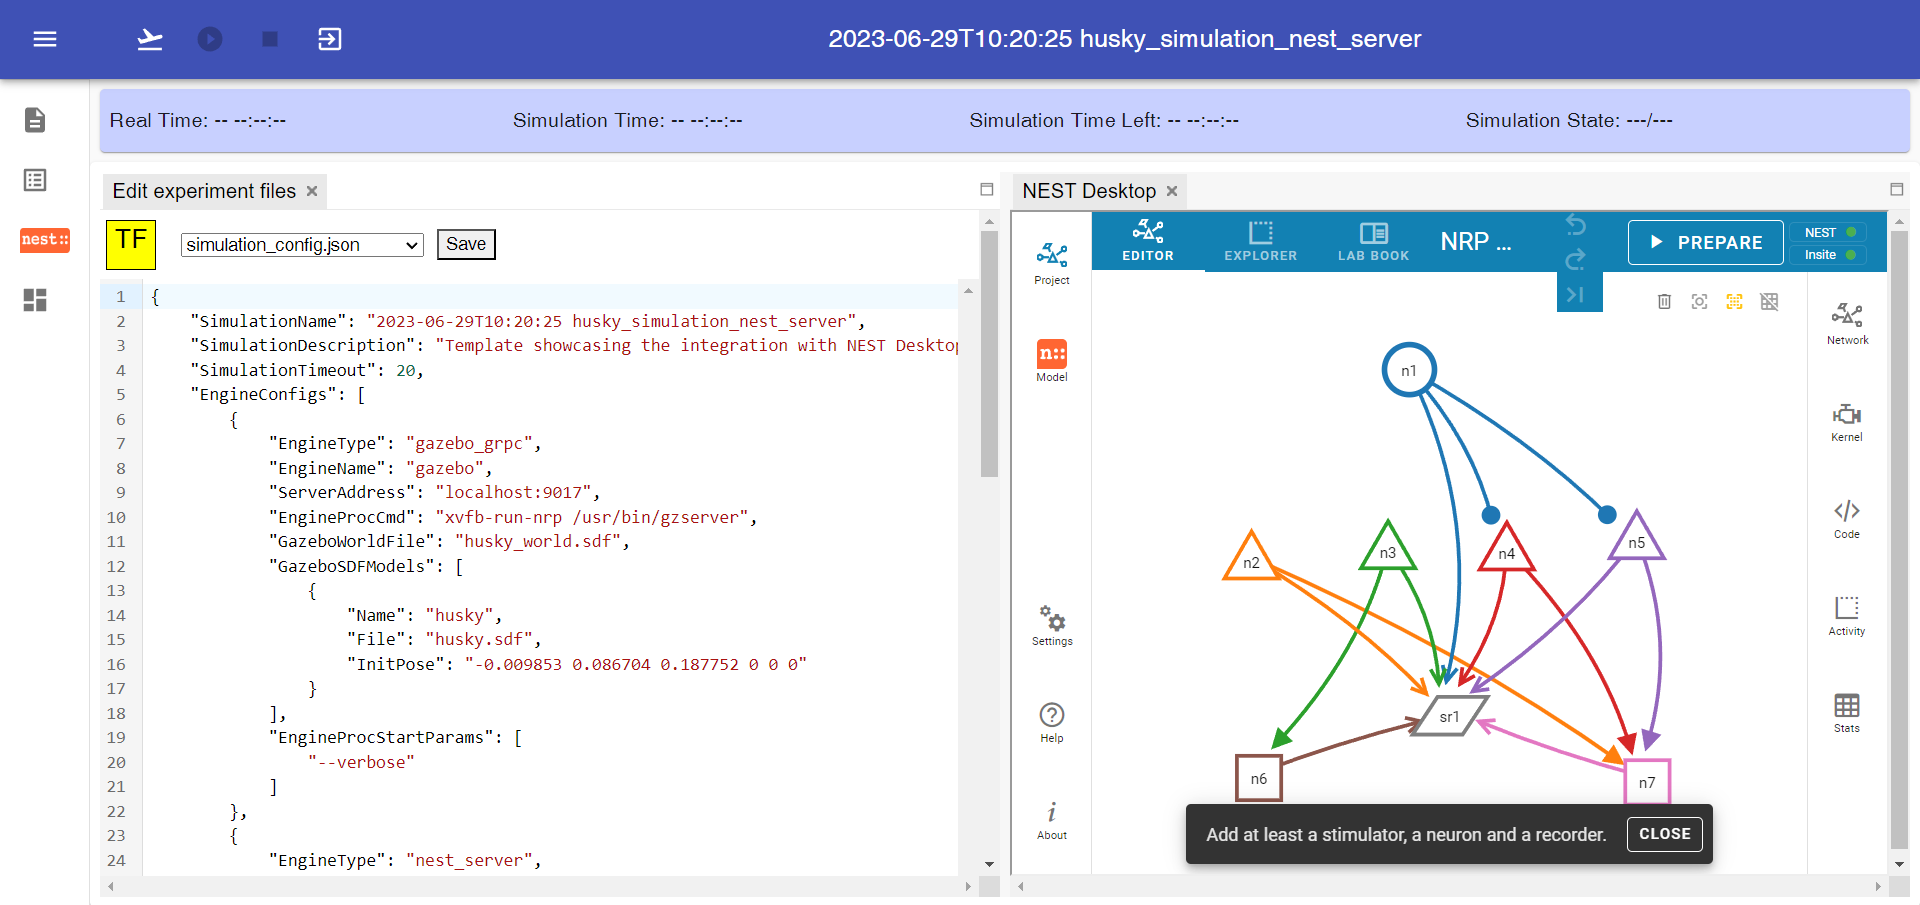 2023-06-29T10:20:25 husky_simulation_nest_server
Real Time: -- --:--:--
Simulation Time: -- --:--:--
Simulation Time Left: -- --:--:--
Simulation State: ---/---
nest::
Edit experiment files
TF
simulation_config.json
Save
1 {
2 "SimulationName": "2023-06-29T10:20:25 husky_simulation_nest_server",
3 "SimulationDescription": "Template showcasing the integration with NEST Desktop
4 "SimulationTimeout": 20,
5 "EngineConfigs": [
6 {
7 "EngineType": "gazebo_grpc",
8 "EngineName": "gazebo",
9 "ServerAddress": "localhost:9017",
10 "EngineProcCmd": "xvfb-run-nrp /usr/bin/gzserver",
11 "GazeboWorldFile": "husky_world.sdf",
12 "GazeboSDFModels": [
13 {
14 "Name": "husky",
15 "File": "husky.sdf",
16 "InitPose": "-0.009853 0.086704 0.187752 0 0 0"
17 }
18 ],
19 "EngineProcStartParams": [
20 "--verbose"
21 ]
22 },
23 {
24 "EngineType": "nest_server",
NEST Desktop
Project
n::
Model
Settings
Help
About
EDITOR
EXPLORER
LAB BOOK
NRP ...
PREPARE
NEST
Insite
n1
n2
n3
n4
n5
sr1
n6
n7
Network
Kernel
Code
Activity
Stats
Add at least a stimulator, a neuron and a recorder.
CLOSE